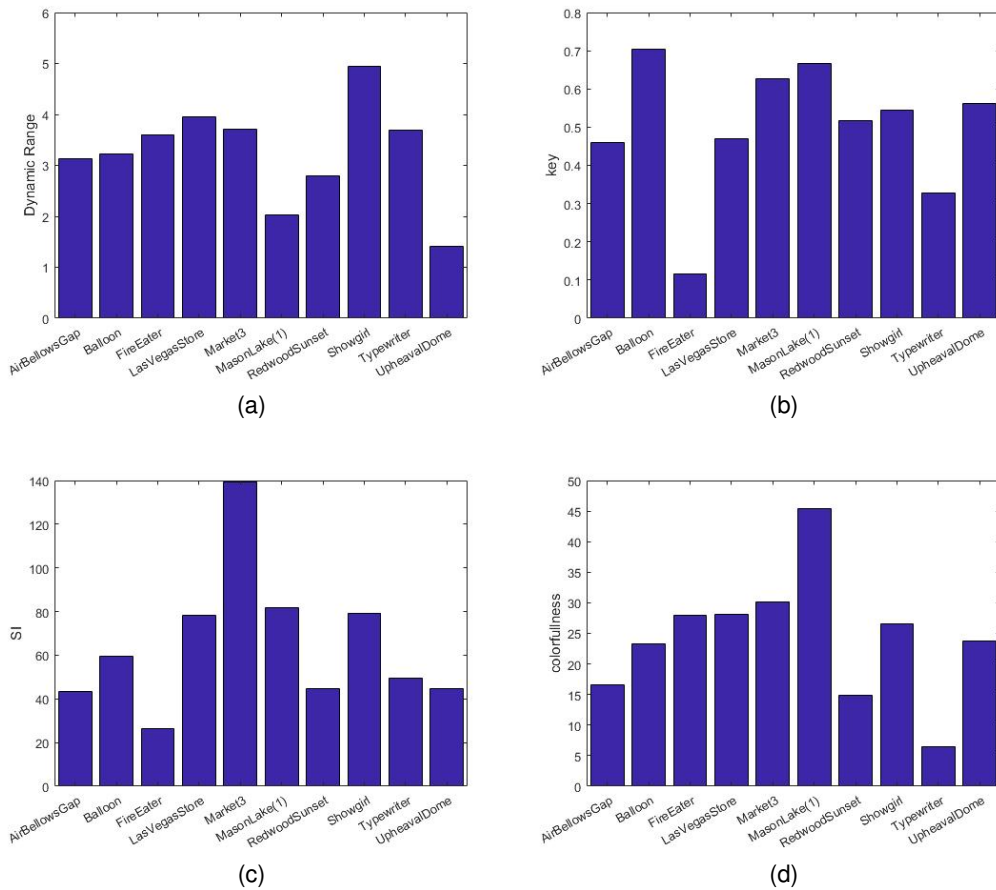 6
5
4
3
2
1
0
Dynamic Range
AirBellowsGap
Balloon
FireEater
LasVegasStore
Market3
MasonLake(1)
RedwoodSunset
Showgirl
Typewriter
UpheavalDome
(a)
0.8
0.7
0.6
0.5
0.4
0.3
0.2
0.1
0
key
AirBellowsGap
Balloon
FireEater
LasVegasStore
Market3
MasonLake(1)
RedwoodSunset
Showgirl
Typewriter
UpheavalDome
(b)
140
120
100
80
60
40
20
0
SI
AirBellowsGap
Balloon
FireEater
LasVegasStore
Market3
MasonLake(1)
RedwoodSunset
Showgirl
Typewriter
UpheavalDome
(c)
50
45
40
35
30
25
20
15
10
5
0
colorfullness
AirBellowsGap
Balloon
FireEater
LasVegasStore
Market3
MasonLake(1)
RedwoodSunset
Showgirl
Typewriter
UpheavalDome
(d)